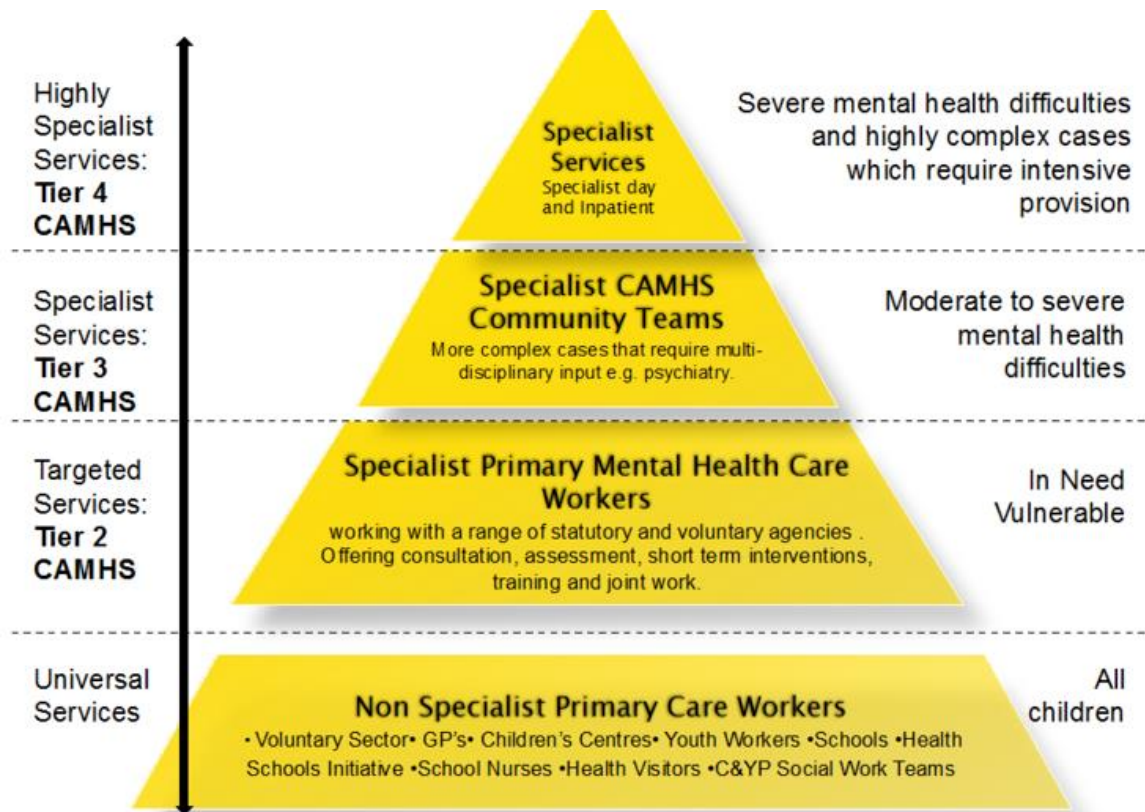 Highly
Specialist
Services:
Tier 4
CAMHS
Specialist
Services
Specialist day
and Inpatient
Severe mental health difficulties
and highly complex cases
which require intensive
provision
Specialist
Services:
Tier 3
CAMHS
Specialist CAMHS
Community Teams
More complex cases that require multi-
disciplinary input e.g. psychiatry.
Moderate to severe
mental health
difficulties
Targeted
Services:
Tier 2
CAMHS
Specialist Primary Mental Health Care
Workers
working with a range of statutory and voluntary agencies .
Offering consultation, assessment, short term interventions,
training and joint work.
In Need
Vulnerable
Universal
Services
Non Specialist Primary Care Workers
• Voluntary Sector• GP's• Children's Centres• Youth Workers •Schools •Health
Schools Initiative •School Nurses •Health Visitors •C&YP Social Work Teams
All
children